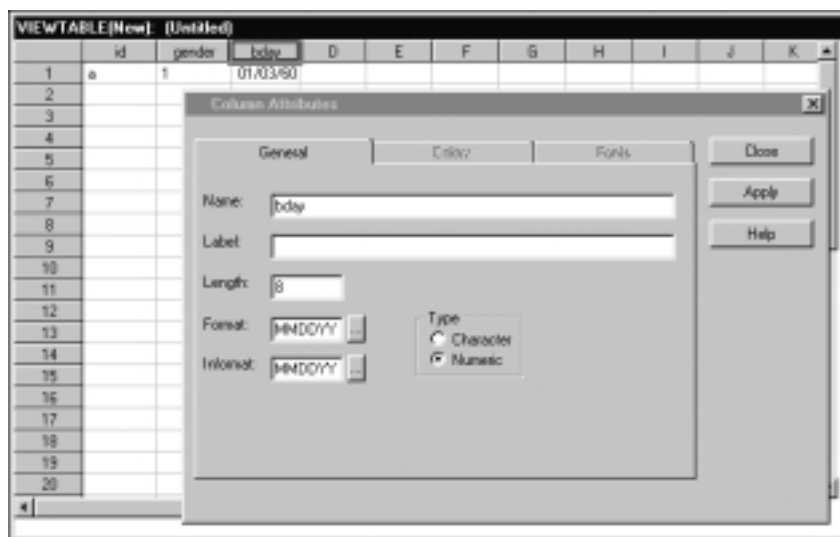 VIEWTABLE(New): (Untitled)
id gender bday D E F G H I J K
1 a 1 01/03/60
2
3
4
5
6
7
8
9
10
11
12
13
14
15
16
17
18
19
20
Column Attributes
General Colors Fonts
Name: bday
Label:
Length: 8
Format: MMDDYY ...
Informat: MMDDYY ...
Type
Character
Numeric
Close
Apply
Help